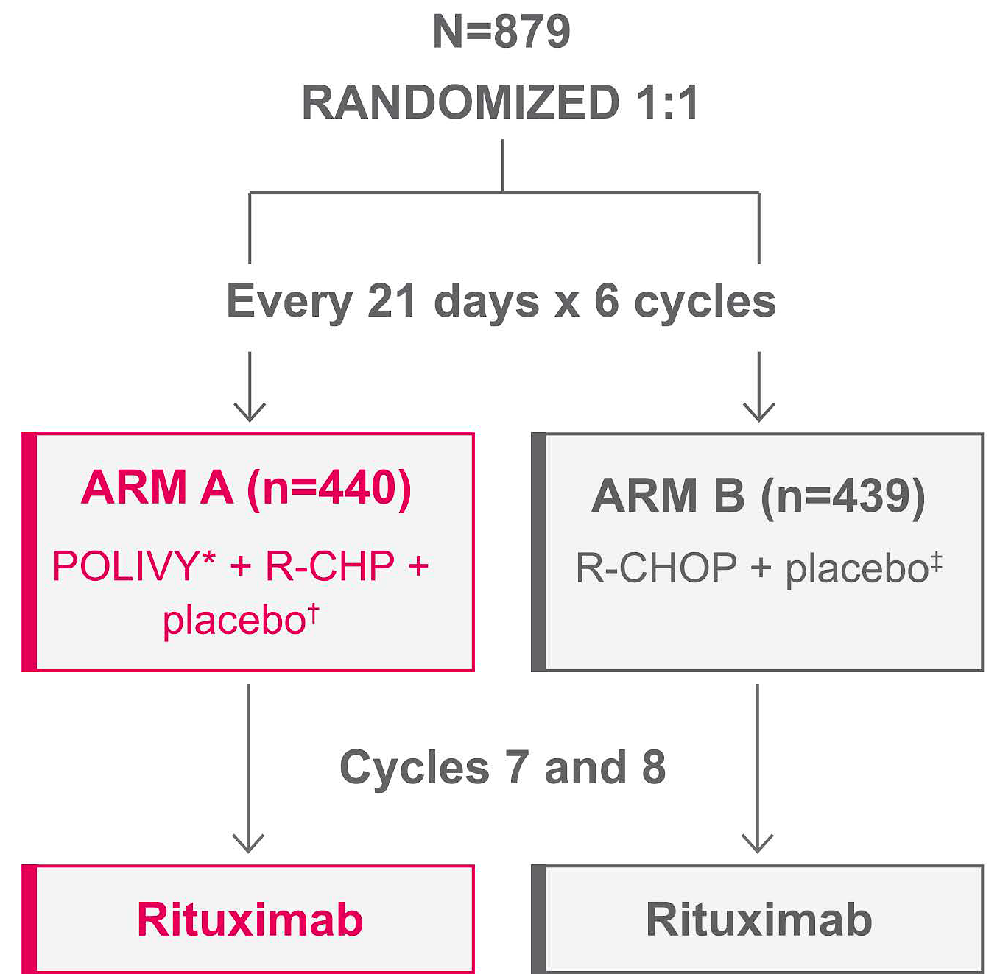 N=879
RANDOMIZED 1:1
Every 21 days x 6 cycles
ARM A (n=440)
POLIVY* + R-CHP +
placebo†
ARM B (n=439)
R-CHOP + placebo‡
Cycles 7 and 8
Rituximab
Rituximab